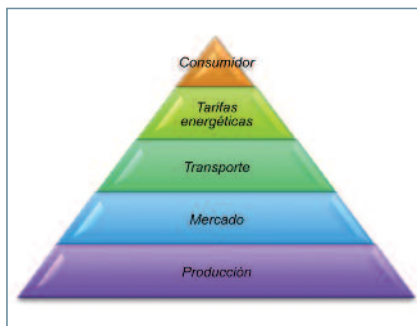 Consumidor
Tarifas
energéticas
Transporte
Mercado
Producción